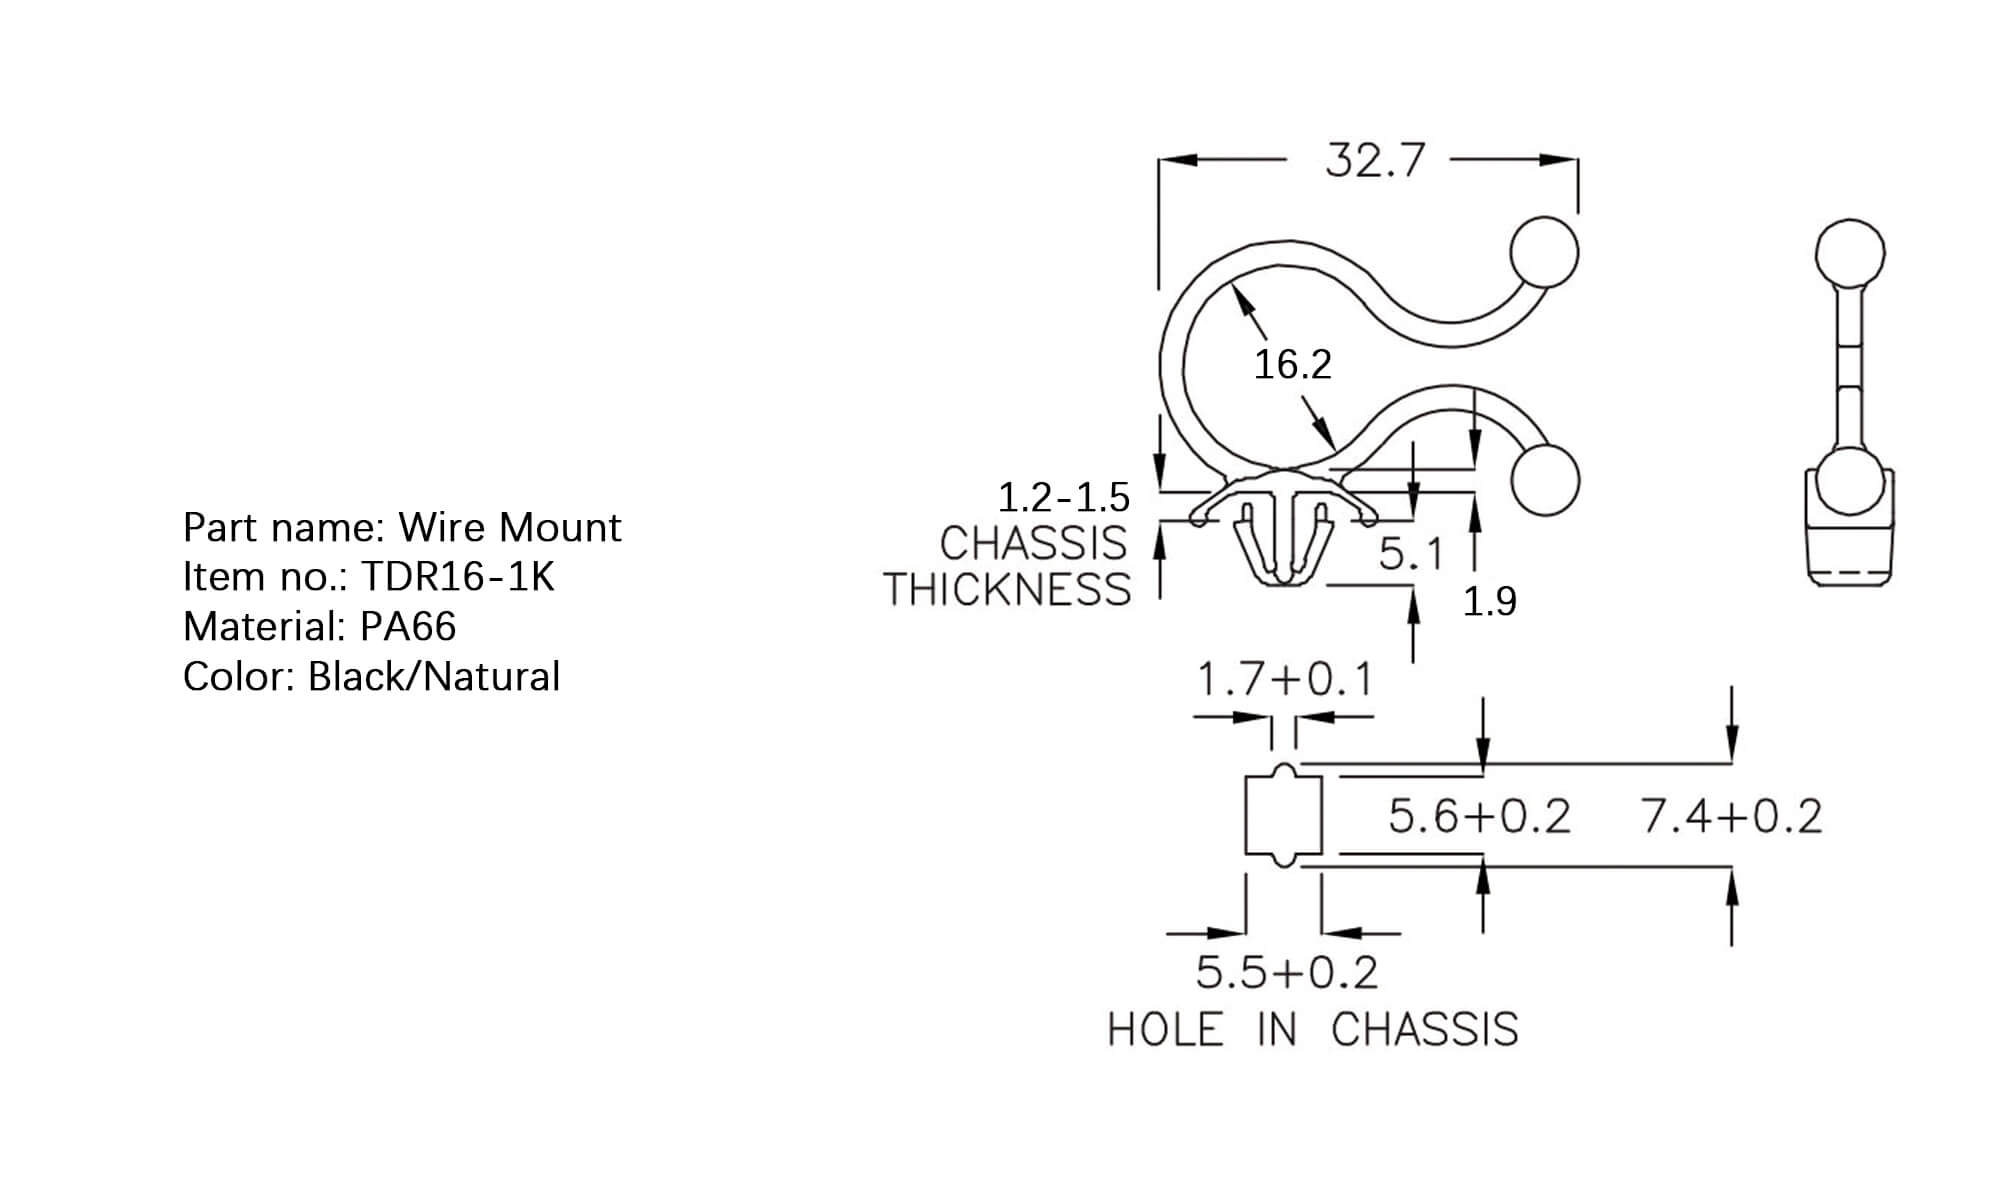 Part name: Wire Mount
Item no.: TDR16-1K
Material: PA66
Color: Black/Natural
32.7
16.2
1.2-1.5
CHASSIS
THICKNESS
5.1
1.9
1.7+0.1
5.6+0.2
7.4+0.2
5.5+0.2
HOLE IN CHASSIS